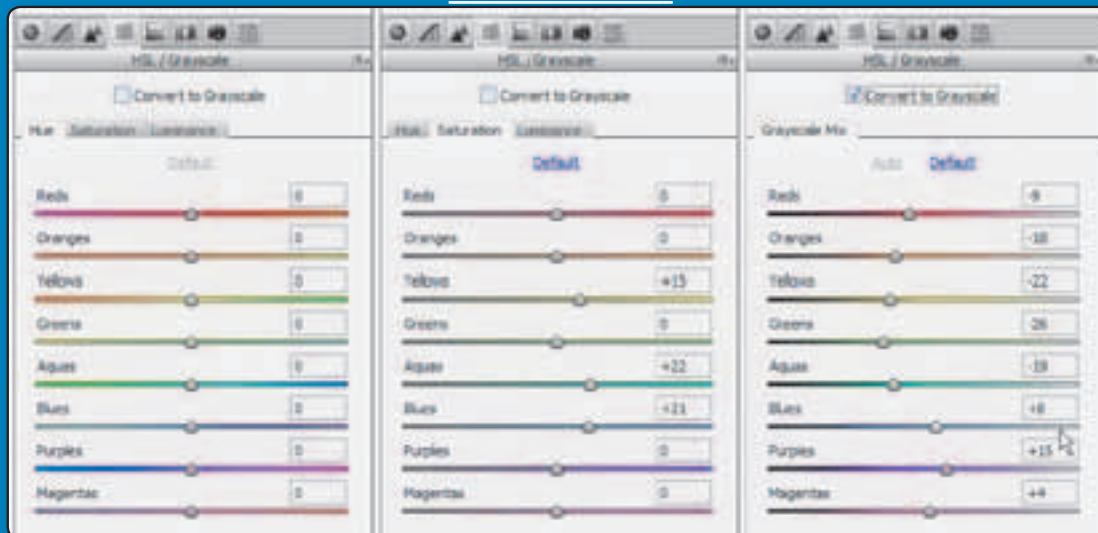 HSL / Grayscale
Convert to Grayscale
Hue Saturation Luminance
Default
Reds 0
Oranges 0
Yellows 0
Greens 0
Aquas 0
Blues 0
Purples 0
Magentas 0
HSL / Grayscale
Convert to Grayscale
Hue Saturation Luminance
Default
Reds 0
Oranges 0
Yellows +15
Greens 0
Aquas +22
Blues +21
Purples 0
Magentas 0
HSL / Grayscale
Convert to Grayscale
Grayscale Mix
Auto Default
Reds -9
Oranges -18
Yellows -22
Greens -26
Aquas -19
Blues +8
Purples +15
Magentas +4